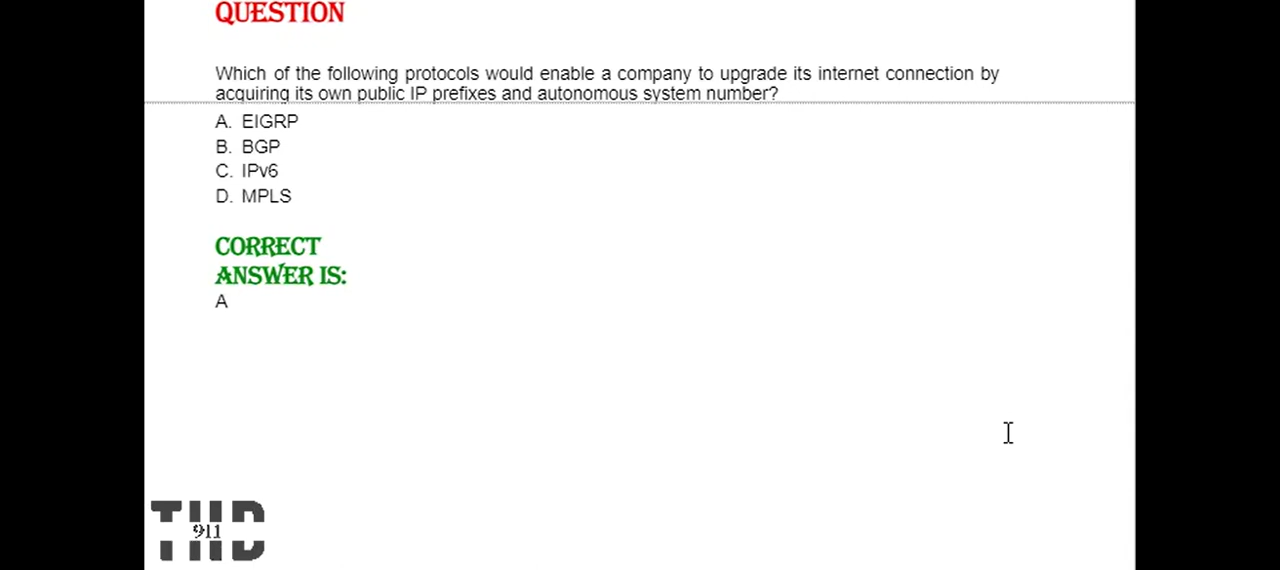 QUESTION
Which of the following protocols would enable a company to upgrade its internet connection by
acquiring its own public IP prefixes and autonomous system number?
A. EIGRP
B. BGP
C. IPv6
D. MPLS
CORRECT
ANSWER IS:
A
THD
911